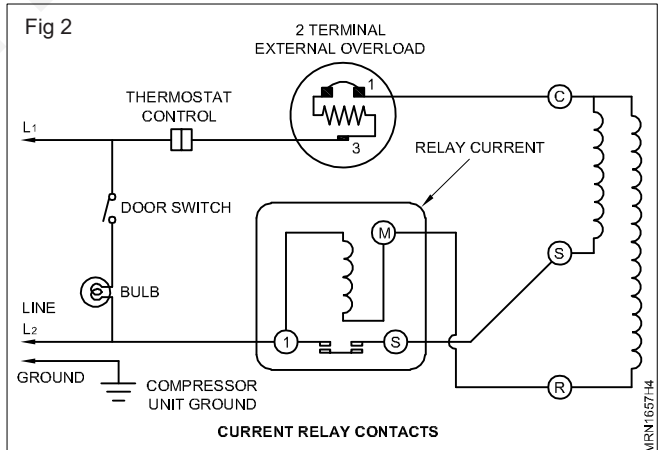 Fig 2
2 TERMINAL
EXTERNAL OVERLOAD
1
C
THERMOSTAT
CONTROL
L1
3
RELAY CURRENT
DOOR SWITCH
M
S
BULB
LINE
L2
1
S
GROUND
COMPRESSOR
UNIT GROUND
R
CURRENT RELAY CONTACTS
MRN1657H4